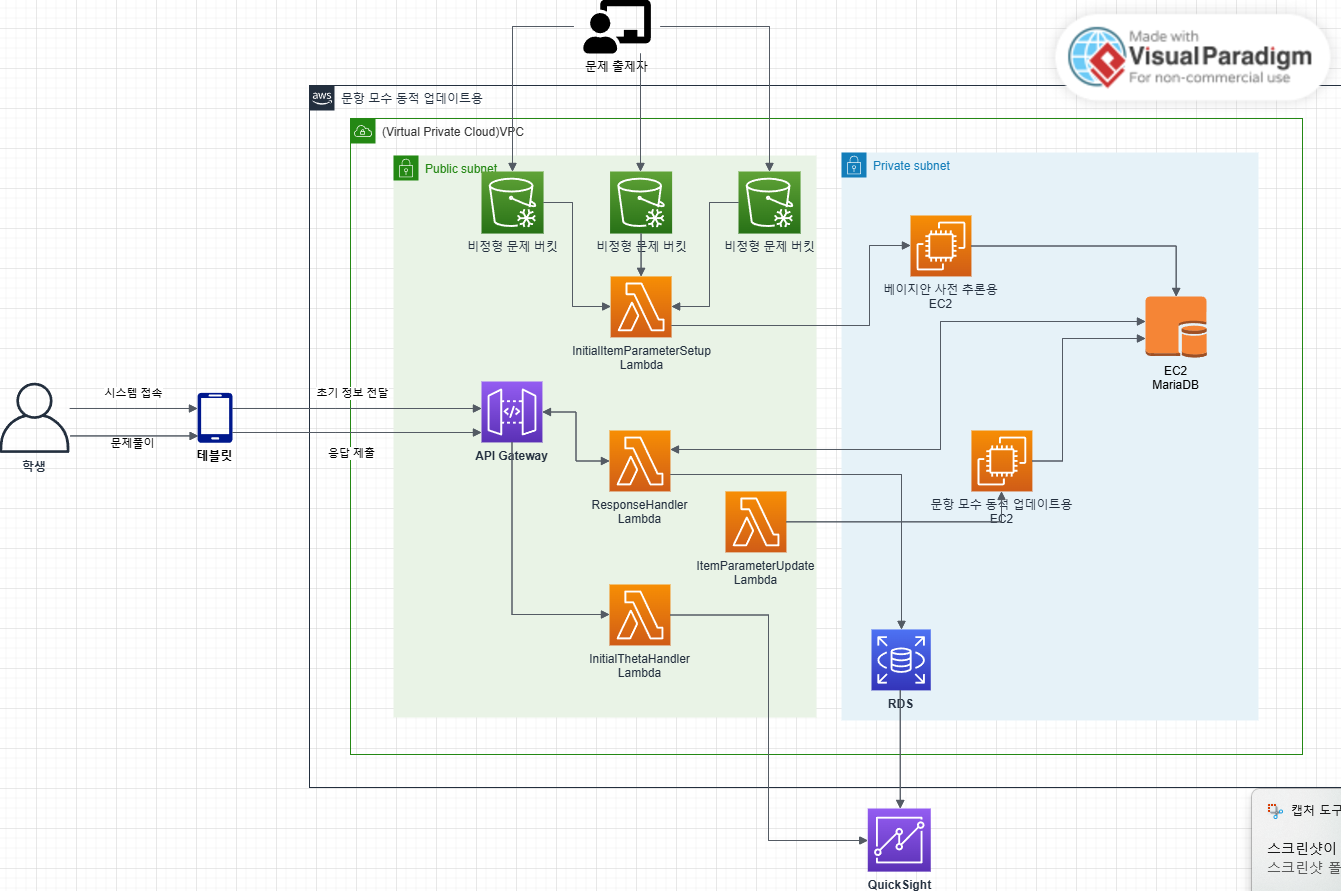 Made with
Visual Paradigm
For non-commercial use
문제 출제자
aws
문항 모수 동적 업데이트용
(Virtual Private Cloud)VPC
Public subnet
Private subnet
비정형 문제 버킷
비정형 문제 버킷
비정형 문제 버킷
베이지안 사전 추론용
EC2
InitialItemParameterSetup
Lambda
EC2
MariaDB
시스템 접속
초기 정보 전달
문제풀이
응답 제출
학생
테블릿
API Gateway
ResponseHandler
Lambda
문항 모수 동적 업데이트용
EC2
ItemParameterUpdate
Lambda
InitialThetaHandler
Lambda
RDS
QuickSight
캡처 도구
스크린샷이
스크린샷 폴